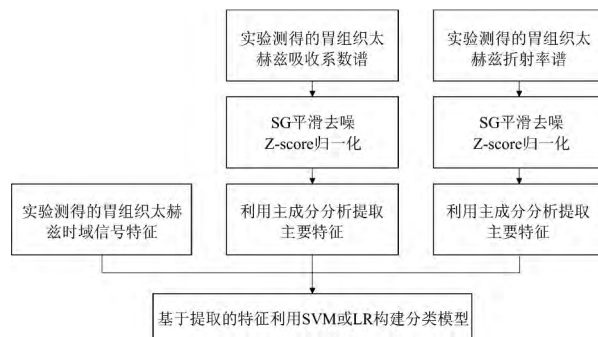 实验测得的胃组织太
赫兹吸收系数谱
实验测得的胃组织太
赫兹折射率谱
SG平滑去噪
Z-score归一化
SG平滑去噪
Z-score归一化
实验测得的胃组织太赫
兹时域信号特征
利用主成分分析提取
主要特征
利用主成分分析提取
主要特征
基于提取的特征利用SVM或LR构建分类模型